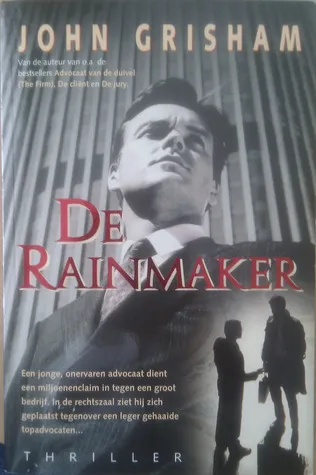 JOHN GRISHAM
Van de auteur van o.a. de
bestsellers Advocaat van de duivel
(The Firm), De cliënt en De jury.
DE
RAINMAKER
Een jonge, onervaren advocaat dient
een miljoenenclaim in tegen een groot
bedrijf. In de rechtszaal ziet hij zich
geplaatst tegenover een leger gehaaide
topadvocaten...
THRILLER